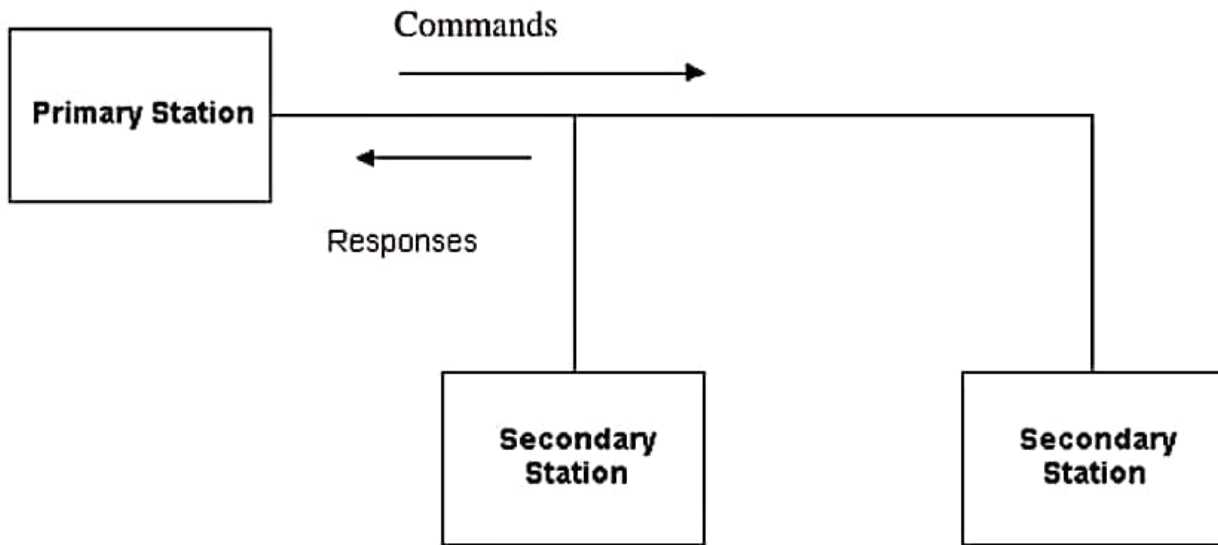 Commands
Primary Station
Responses
Secondary
Station
Secondary
Station